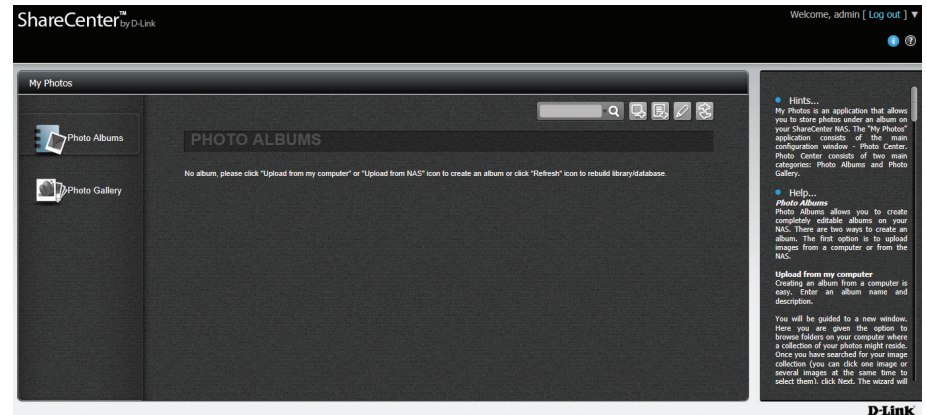 ShareCenter™ by D-Link
Welcome, admin [ Log out ] ▼
My Photos
Photo Albums
Photo Gallery
PHOTO ALBUMS
No album, please click "Upload from my computer" or "Upload from NAS" icon to create an album or click "Refresh" icon to rebuild library/database.
Hints...
My Photos is an application that allows
you to store photos under an album on
your ShareCenter NAS. The "My Photos"
application consists of the main
configuration window - Photo Center.
Photo Center consists of two main
categories: Photo Albums and Photo
Gallery.
Help...
Photo Albums
Photo Albums allows you to create
completely editable albums on your
NAS. There are two ways to create an
album. The first option is to upload
images from a computer or from the
NAS.
Upload from my computer
Creating an album from a computer is
easy. Enter an album name and
description.
You will be guided to a new window.
Here you are given the option to
browse folders on your computer where
a collection of your photos might reside.
Once you have searched for your image
collection (you can click one image or
several images at the same time to
select them), click Next. The wizard will
D-Link